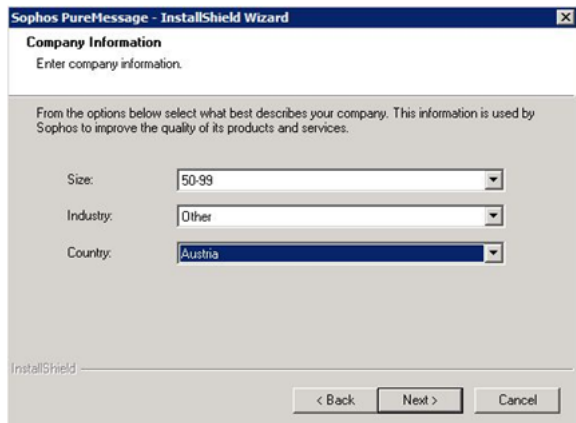 Sophos PureMessage - InstallShield Wizard
Company Information
Enter company information.
From the options below select what best describes your company. This information is used by
Sophos to improve the quality of its products and services.
Size: 50-99
Industry: Other
Country: Austria
InstallShield
< Back Next > Cancel